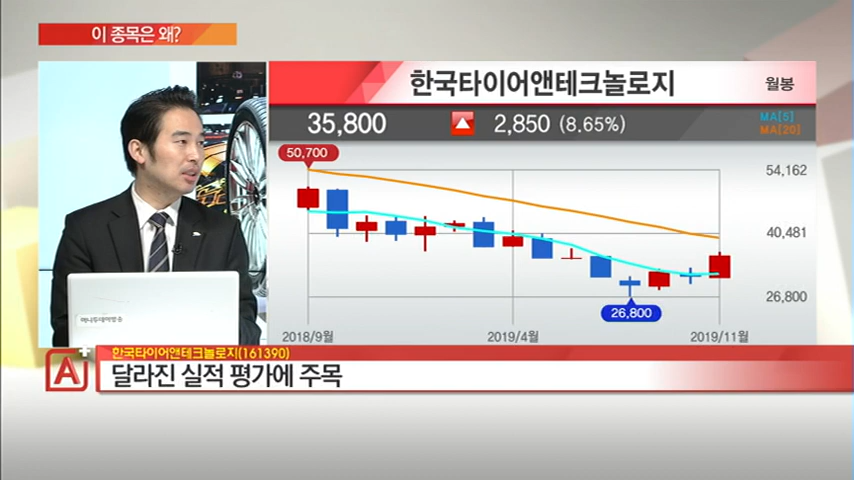 이 종목은 왜?
한국타이어앤테크놀로지
월봉
35,800
2,850 (8.65%)
MA[5]
MA[20]
50,700
54,162
40,481
26,800
26,800
2018/9월
2019/4월
2019/11월
A+
한국타이어앤테크놀로지(161390)
달라진 실적 평가에 주목